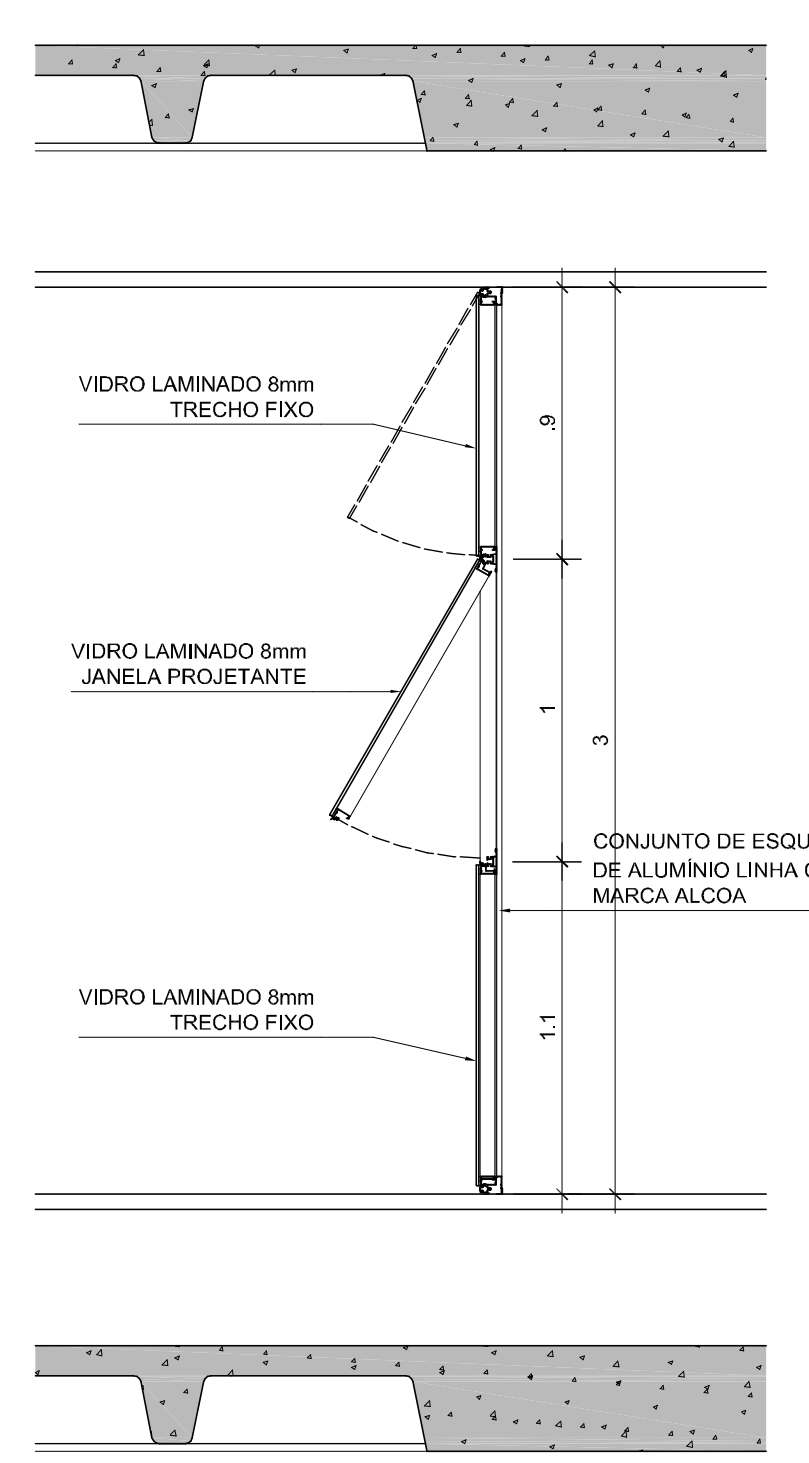 VIDRO LAMINADO 8mm
TRECHO FIXO
.9
VIDRO LAMINADO 8mm
JANELA PROJETANTE
1
3
CONJUNTO DE ESQU
DE ALUMÍNIO LINHA
MARCA ALCOA
VIDRO LAMINADO 8mm
TRECHO FIXO
1.1